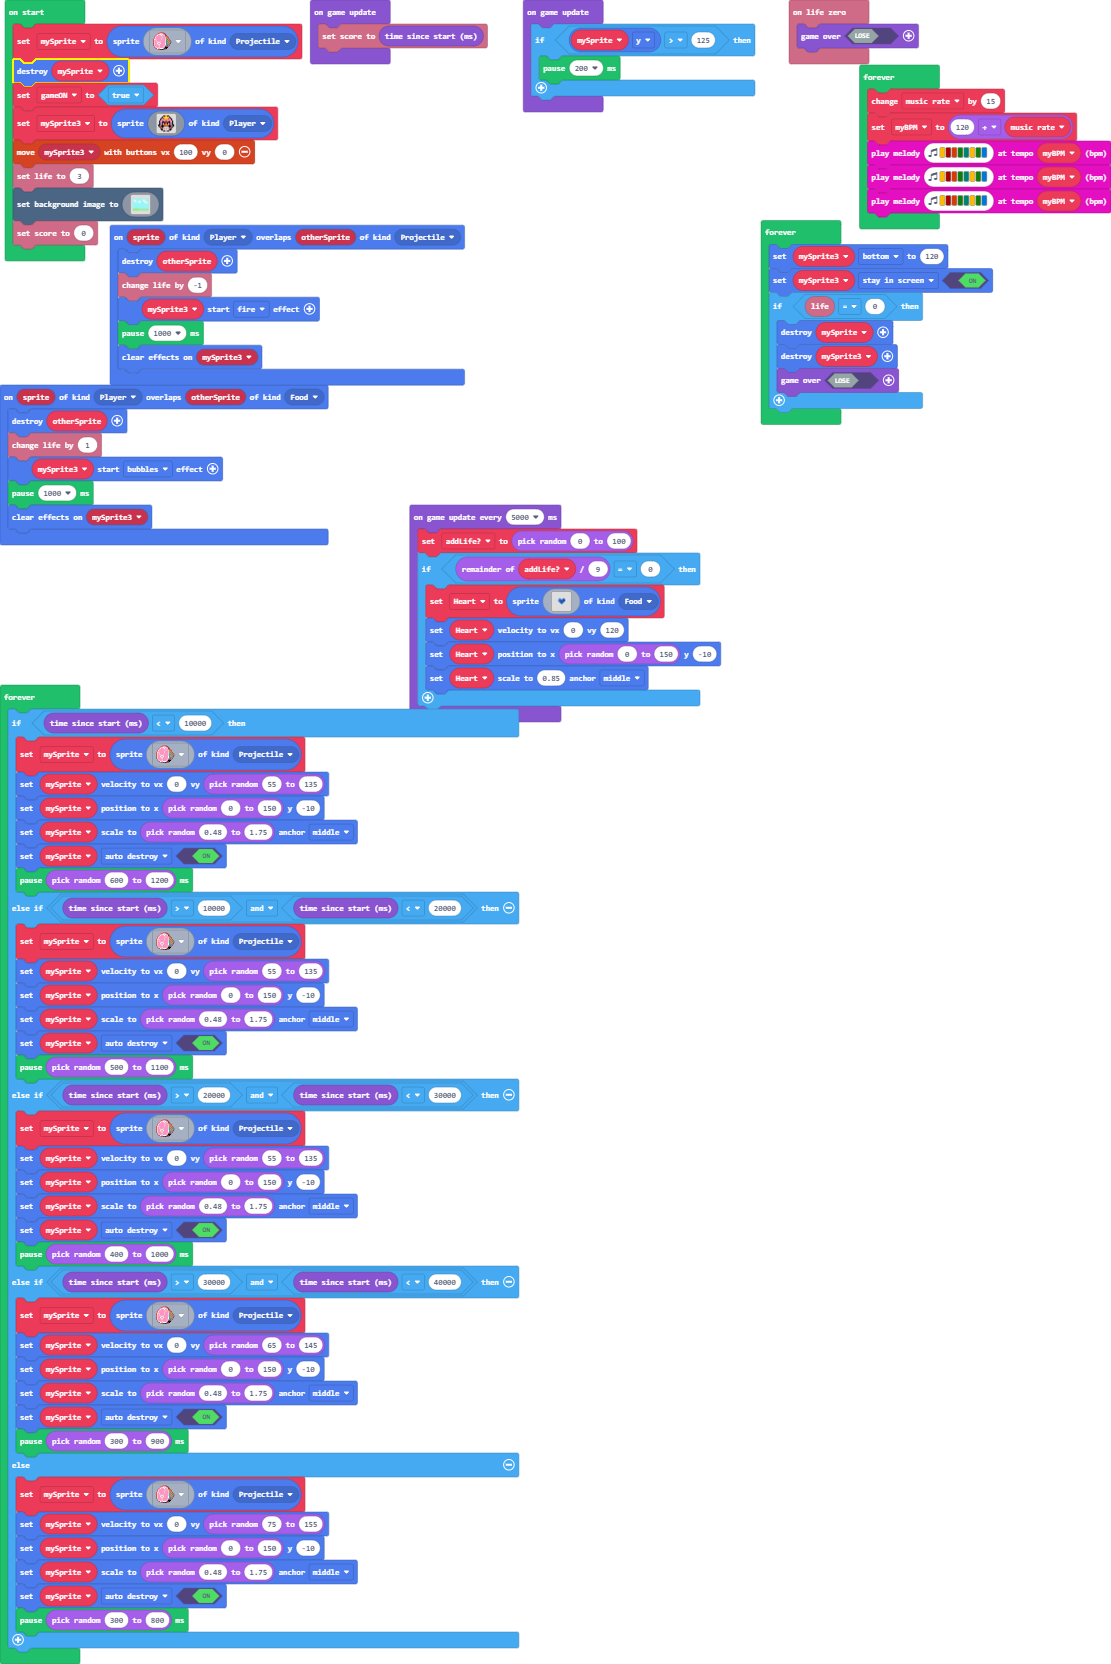 on start
set mySprite to sprite of kind Projectile
destroy mySprite
set gameON to true
set mySprite3 to sprite of kind Player
move mySprite3 with buttons vx 100 vy 0
set life to 3
set background image to
set score to 0
on game update
set score to time since start (ms)
on game update
if mySprite y > 125 then
pause 200 ms
on life zero
game over LOSE
forever
change music rate by 15
set myBPM to 120 + music rate
play melody at tempo myBPM (bpm)
play melody at tempo myBPM (bpm)
play melody at tempo myBPM (bpm)
on sprite of kind Player overlaps otherSprite of kind Projectile
destroy otherSprite
change life by -1
mySprite3 start fire effect
pause 1000 ms
clear effects on mySprite3
forever
set mySprite3 bottom to 120
set mySprite3 stay in screen ON
if life = 0 then
destroy mySprite
destroy mySprite3
game over LOSE
on sprite of kind Player overlaps otherSprite of kind Food
destroy otherSprite
change life by 1
mySprite3 start bubbles effect
pause 1000 ms
clear effects on mySprite3
on game update every 5000 ms
set addLife? to pick random 0 to 100
if remainder of addLife? / 9 = 0 then
set Heart to sprite of kind Food
set Heart velocity to vx 0 vy 120
set Heart position to x pick random 0 to 150 y -10
set Heart scale to 0.85 anchor middle
forever
if time since start (ms) < 10000 then
set mySprite to sprite of kind Projectile
set mySprite velocity to vx 0 vy pick random 55 to 135
set mySprite position to x pick random 0 to 150 y -10
set mySprite scale to pick random 0.48 to 1.75 anchor middle
set mySprite auto destroy ON
pause pick random 600 to 1200 ms
else if time since start (ms) > 10000 and time since start (ms) < 20000 then
set mySprite to sprite of kind Projectile
set mySprite velocity to vx 0 vy pick random 55 to 135
set mySprite position to x pick random 0 to 150 y -10
set mySprite scale to pick random 0.48 to 1.75 anchor middle
set mySprite auto destroy ON
pause pick random 500 to 1100 ms
else if time since start (ms) > 20000 and time since start (ms) < 30000 then
set mySprite to sprite of kind Projectile
set mySprite velocity to vx 0 vy pick random 55 to 135
set mySprite position to x pick random 0 to 150 y -10
set mySprite scale to pick random 0.48 to 1.75 anchor middle
set mySprite auto destroy ON
pause pick random 400 to 1000 ms
else if time since start (ms) > 30000 and time since start (ms) < 40000 then
set mySprite to sprite of kind Projectile
set mySprite velocity to vx 0 vy pick random 65 to 145
set mySprite position to x pick random 0 to 150 y -10
set mySprite scale to pick random 0.48 to 1.75 anchor middle
set mySprite auto destroy ON
pause pick random 300 to 900 ms
else
set mySprite to sprite of kind Projectile
set mySprite velocity to vx 0 vy pick random 75 to 155
set mySprite position to x pick random 0 to 150 y -10
set mySprite scale to pick random 0.48 to 1.75 anchor middle
set mySprite auto destroy ON
pause pick random 300 to 800 ms